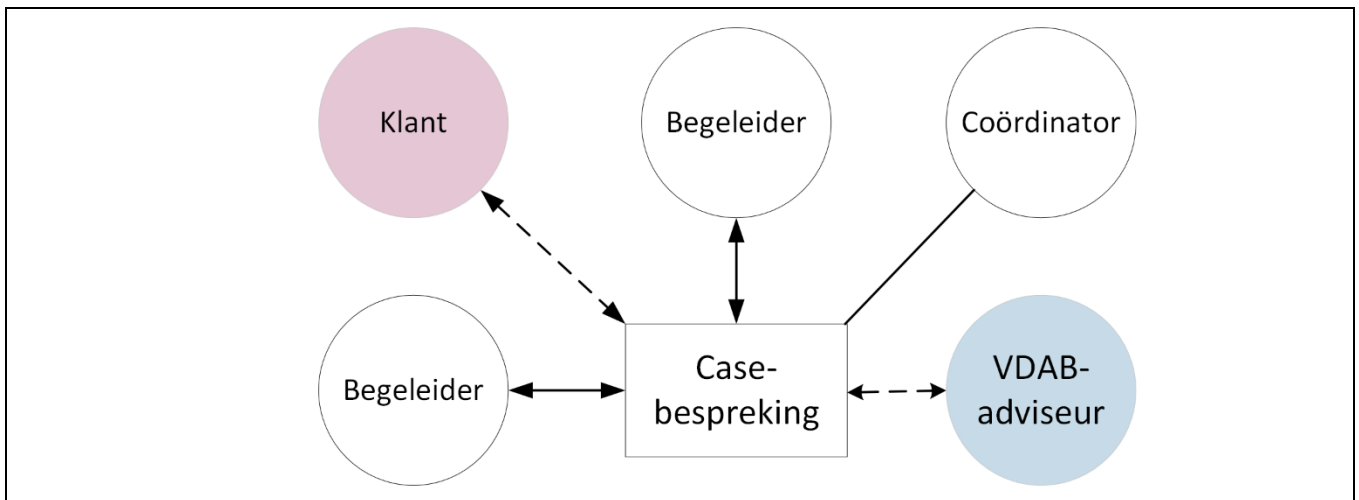 Klant
Begeleider
Coördinator
Begeleider
Case-
bespreking
VDAB-
adviseur